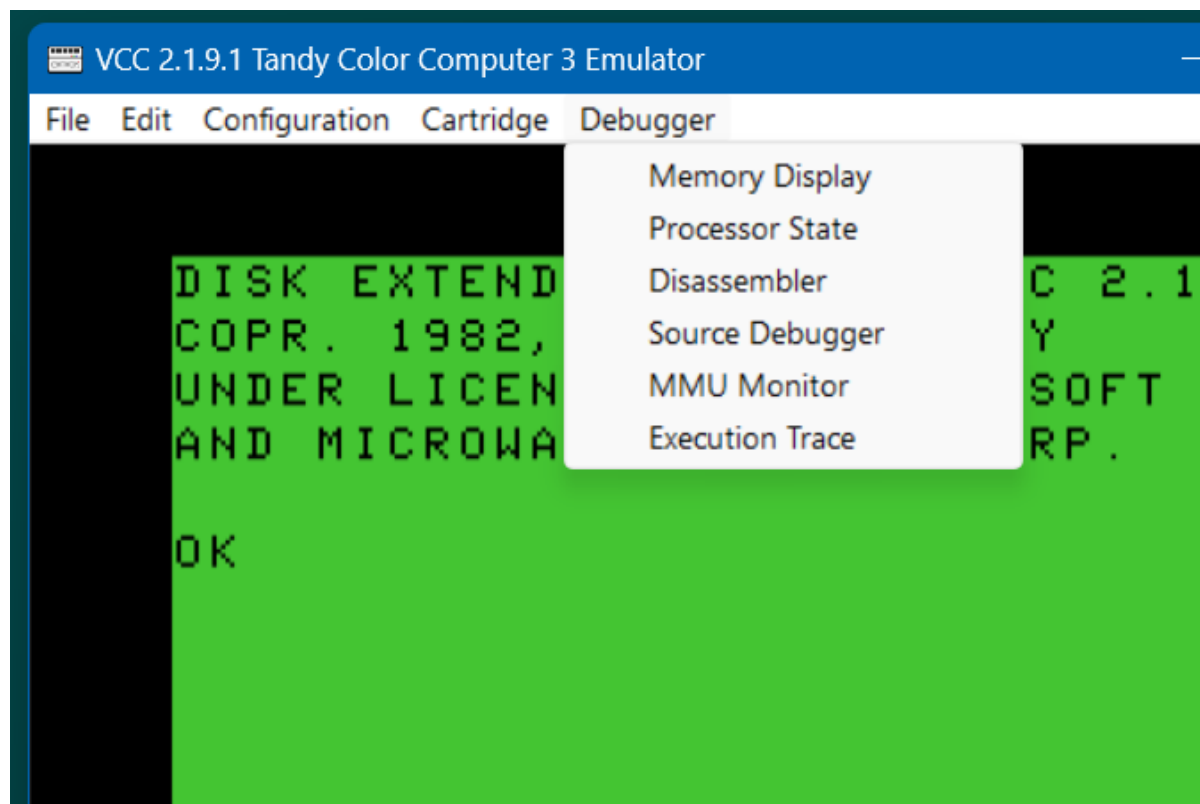 VCC 2.1.9.1 Tandy Color Computer 3 Emulator
File Edit Configuration Cartridge Debugger
Memory Display
Processor State
Disassembler
Source Debugger
MMU Monitor
Execution Trace
DISK EXTEND C 2.1
COPR. 1982, Y
UNDER LICEN SOFT
AND MICROWA RP.
OK